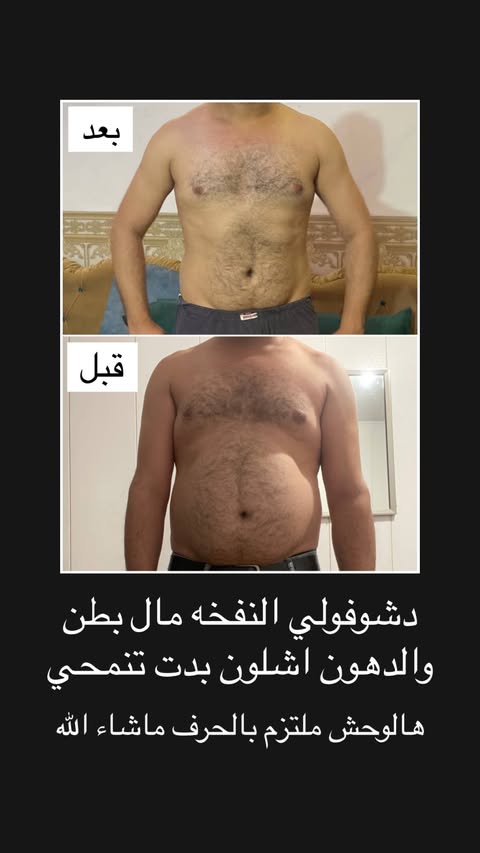 بعد
قبل
دشوفولي النفخه مال بطن
والدهون اشلون بدت تنمحي
هالوحش ملتزم بالحرف ماشاء الله